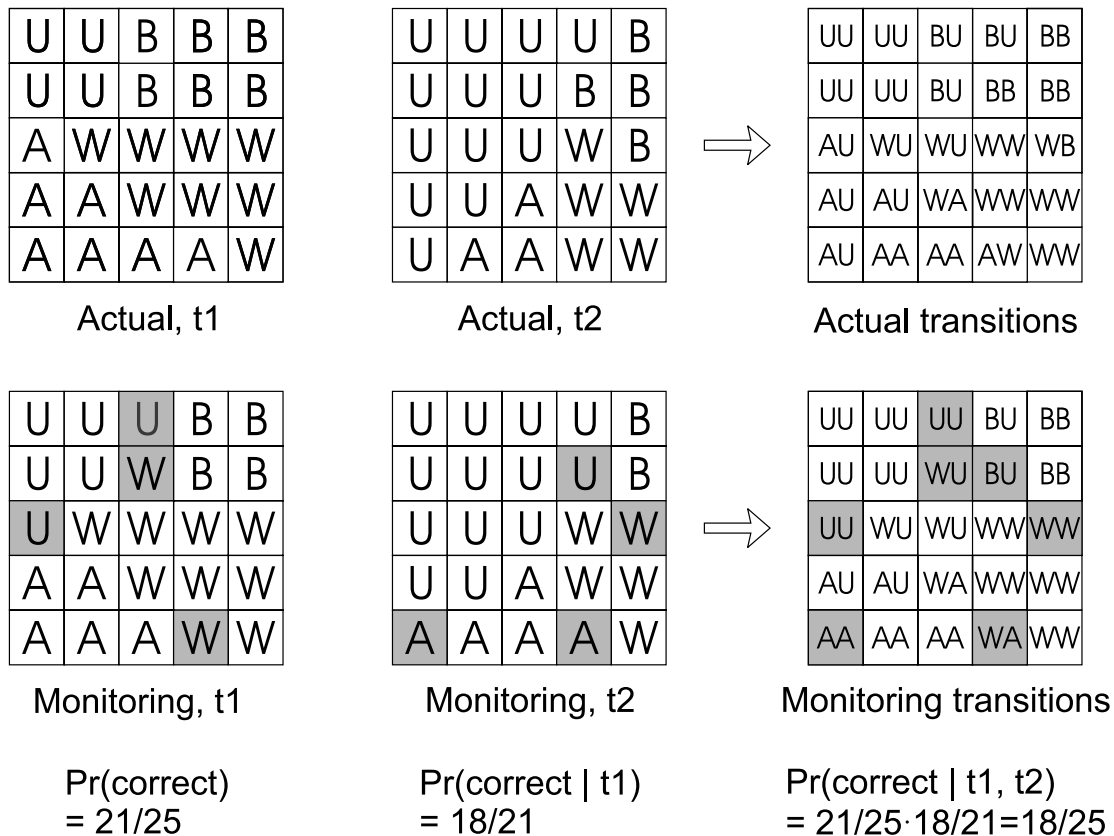 U U B B B
U U B B B
A W W W W
A A W W W
A A A A W
Actual, t1
U U U U B
U U U B B
U U U W B
U U A W W
U A A W W
Actual, t2
UU UU BU BU BB
UU UU BU BB BB
AU WU WU WW WB
AU AU WA WW WW
AU AA AA AW WW
Actual transitions
U U U B B
U U W B B
U W W W W
A A W W W
A A A W W
Monitoring, t1
U U U U B
U U U U B
U U U W W
U U A W W
A A A A W
Monitoring, t2
UU UU UU BU BB
UU UU WU BU BB
UU WU WU WW WW
AU AU WA WW WW
AA AA AA WA WW
Monitoring transitions
Pr(correct)
= 21/25
Pr(correct | t1)
= 18/21
Pr(correct | t1, t2)
= 21/25·18/21=18/25